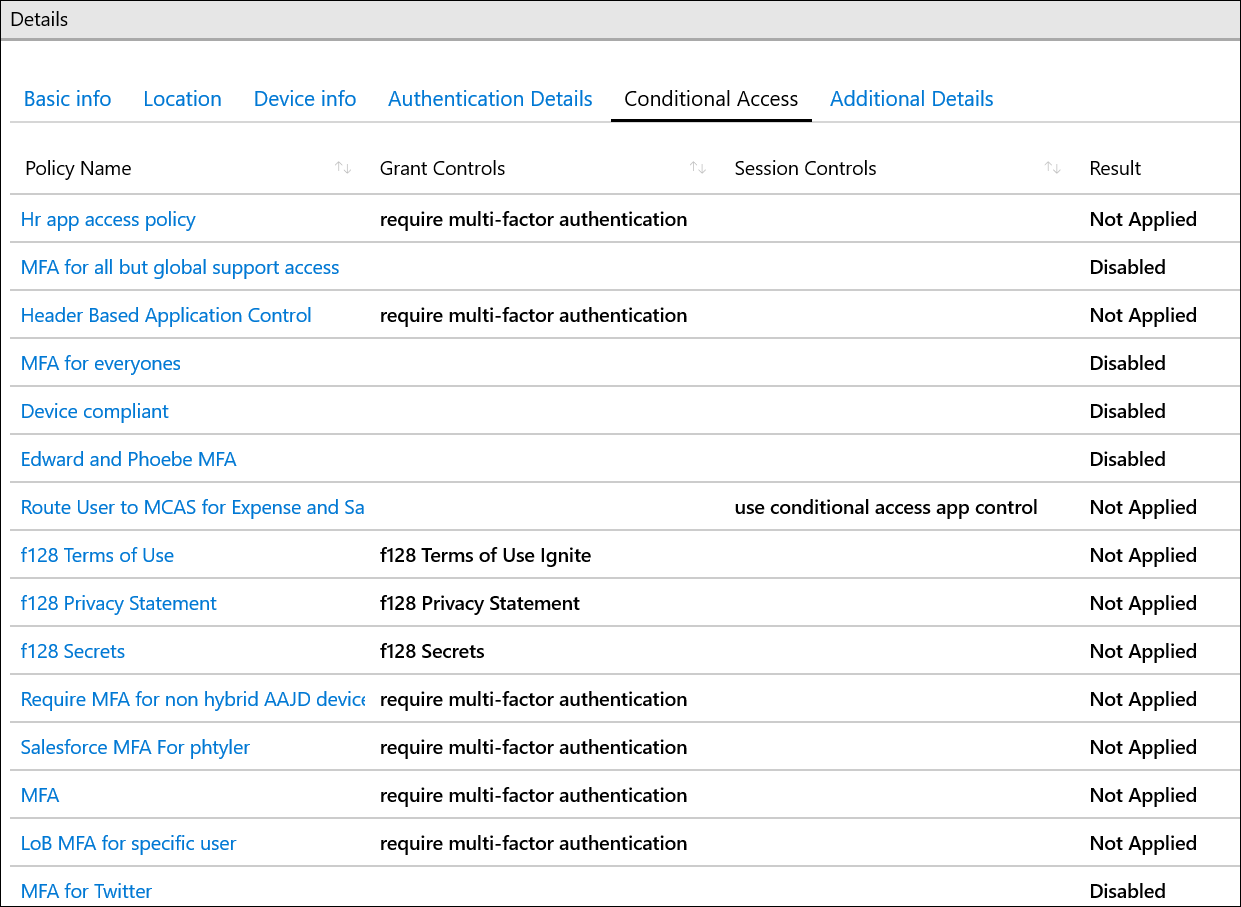 Details
Basic info Location Device info Authentication Details Conditional Access Additional Details
Policy Name ↑↓ Grant Controls ↑↓ Session Controls ↑↓ Result
Hr app access policy require multi-factor authentication Not Applied
MFA for all but global support access Disabled
Header Based Application Control require multi-factor authentication Not Applied
MFA for everyones Disabled
Device compliant Disabled
Edward and Phoebe MFA Disabled
Route User to MCAS for Expense and Sa use conditional access app control Not Applied
f128 Terms of Use f128 Terms of Use Ignite Not Applied
f128 Privacy Statement f128 Privacy Statement Not Applied
f128 Secrets f128 Secrets Not Applied
Require MFA for non hybrid AAJD device require multi-factor authentication Not Applied
Salesforce MFA For phtyler require multi-factor authentication Not Applied
MFA require multi-factor authentication Not Applied
LoB MFA for specific user require multi-factor authentication Not Applied
MFA for Twitter Disabled